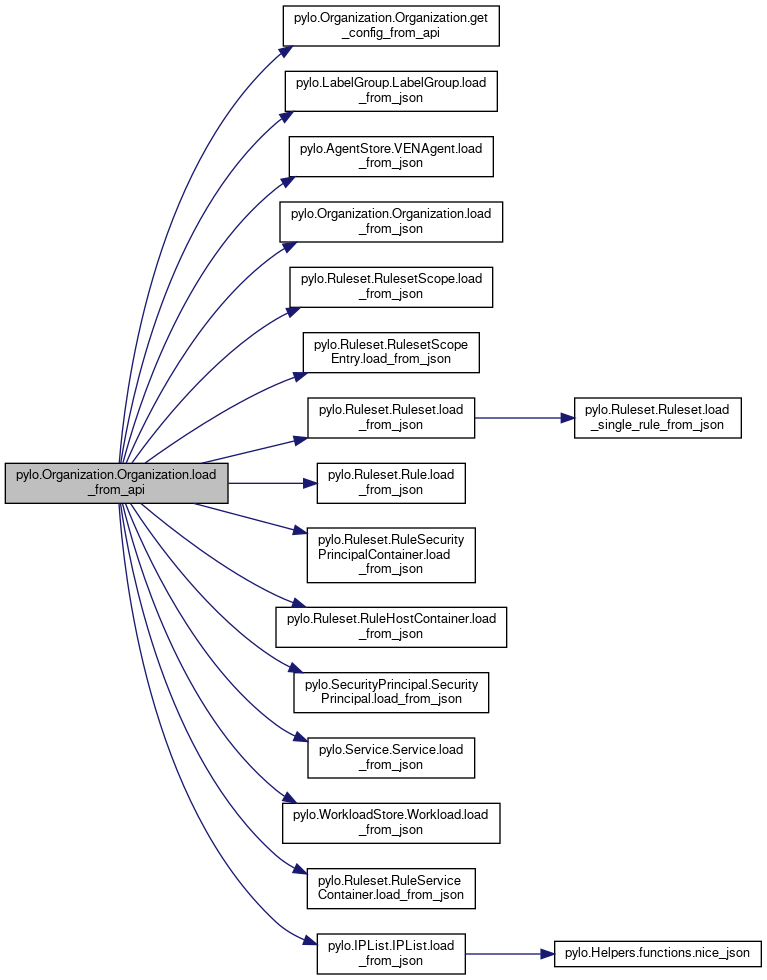 pylo.Organization.Organization.get
_config_from_api
pylo.LabelGroup.LabelGroup.load
_from_json
pylo.AgentStore.VENAgent.load
_from_json
pylo.Organization.Organization.load
_from_json
pylo.Ruleset.RulesetScope.load
_from_json
pylo.Ruleset.RulesetScope
Entry.load_from_json
pylo.Ruleset.Ruleset.load
_from_json
pylo.Ruleset.Ruleset.load
_single_rule_from_json
pylo.Organization.Organization.load
_from_api
pylo.Ruleset.Rule.load
_from_json
pylo.Ruleset.RuleSecurity
PrincipalContainer.load
_from_json
pylo.Ruleset.RuleHostContainer.load
_from_json
pylo.SecurityPrincipal.Security
Principal.load_from_json
pylo.Service.Service.load
_from_json
pylo.WorkloadStore.Workload.load
_from_json
pylo.Ruleset.RuleService
Container.load_from_json
pylo.IPList.IPList.load
_from_json
pylo.Helpers.functions.nice_json